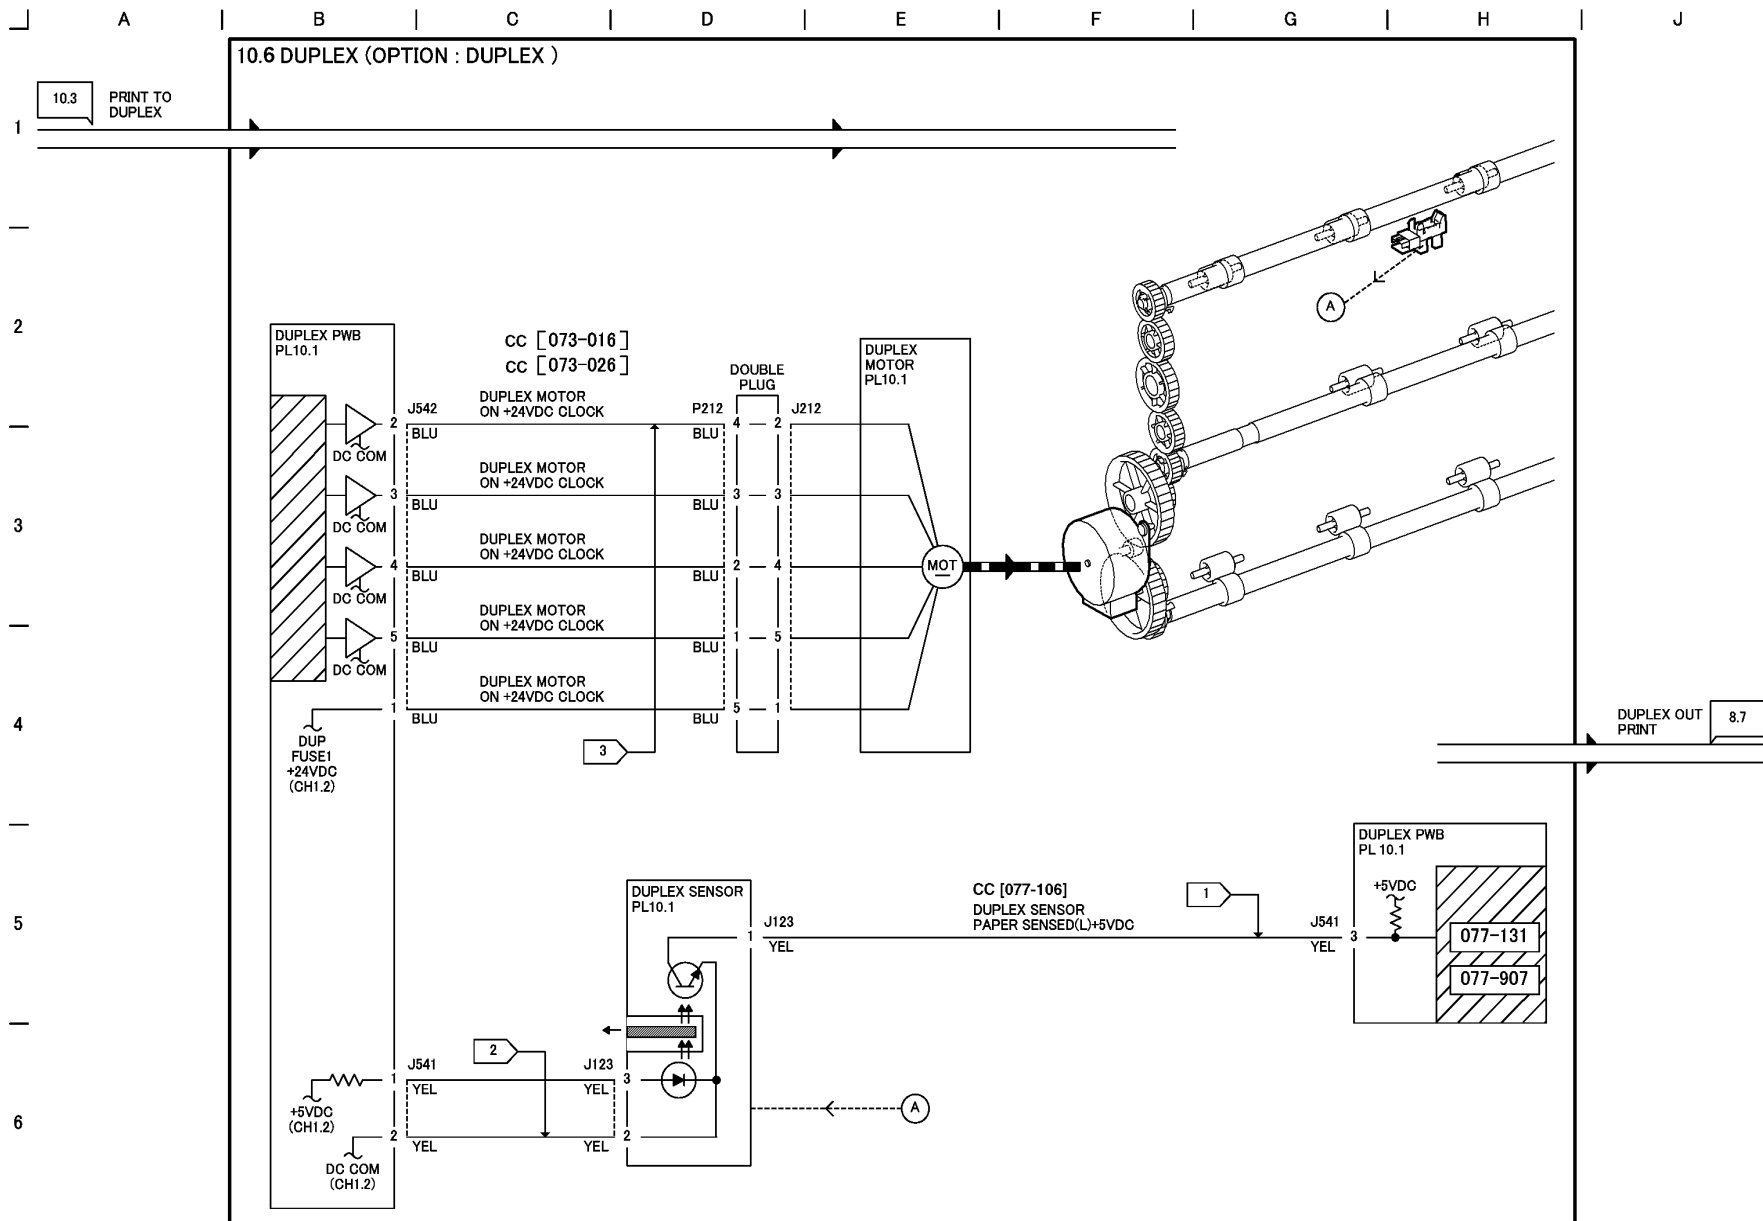 A B C D E F G H J
10.6 DUPLEX (OPTION : DUPLEX )
10.3
PRINT TO
DUPLEX
1
A
2
DUPLEX PWB
PL10.1
CC [073-016]
CC [073-026]
DOUBLE
PLUG
DUPLEX
MOTOR
PL10.1
DUPLEX MOTOR
ON +24VDC CLOCK
J542
P212
J212
2
BLU
BLU
4
2
DC COM
DUPLEX MOTOR
ON +24VDC CLOCK
3
BLU
BLU
3
3
DC COM
3
DUPLEX MOTOR
ON +24VDC CLOCK
4
BLU
BLU
2
4
MOT
DC COM
DUPLEX MOTOR
ON +24VDC CLOCK
5
BLU
BLU
1
5
DC COM
DUPLEX MOTOR
ON +24VDC CLOCK
1
BLU
BLU
5
1
4
DUP
FUSE1
+24VDC
(CH1.2)
3
DUPLEX OUT
PRINT
8.7
DUPLEX PWB
PL 10.1
+5VDC
DUPLEX SENSOR
PL10.1
CC [077-106]
DUPLEX SENSOR
PAPER SENSED(L)+5VDC
1
5
J123
1
YEL
J541
YEL
3
077-131
077-907
2
J541
J123
1
YEL
YEL
3
+5VDC
(CH1.2)
6
A
2
YEL
YEL
2
DC COM
(CH1.2)